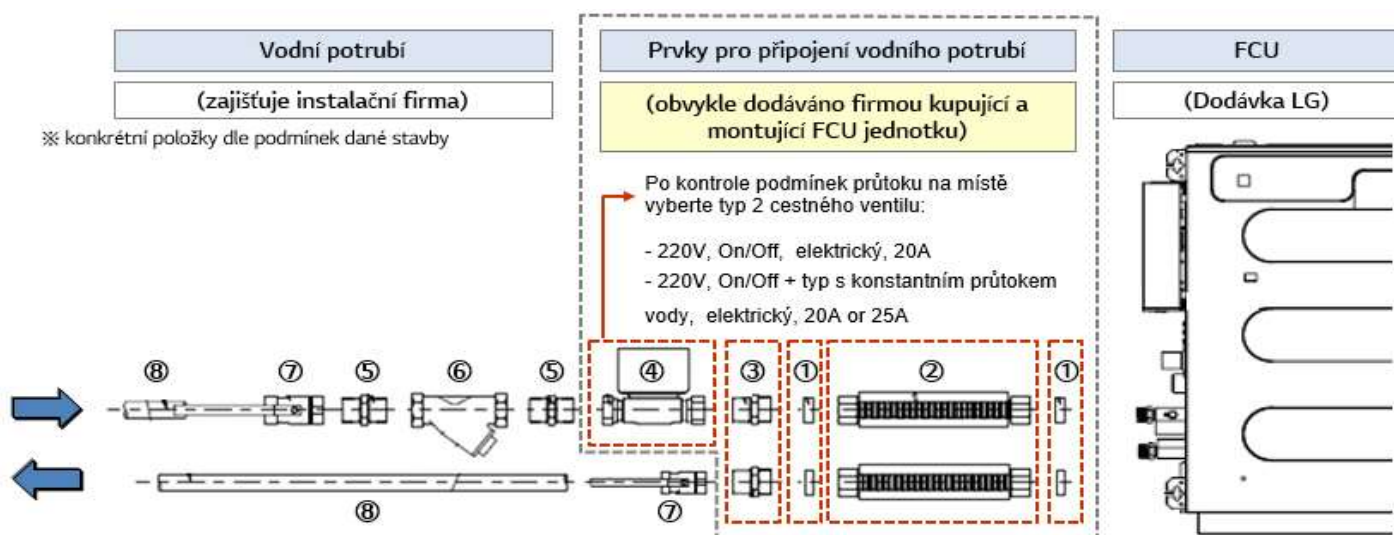 Vodní potrubí
(zajišťuje instalační firma)
※ konkrétní položky dle podmínek dané stavby
Prvky pro připojení vodního potrubí
(obvykle dodáváno firmou kupující a
montující FCU jednotku)
FCU
(Dodávka LG)
Po kontrole podmínek průtoku na místě
vyberte typ 2 cestného ventilu:
- 220V, On/Off, elektrický, 20A
- 220V, On/Off + typ s konstantním průtokem
vody, elektrický, 20A or 25A
⑧ ⑦ ⑤ ⑥ ⑤ ④ ③ ① ② ①
⑧ ⑦